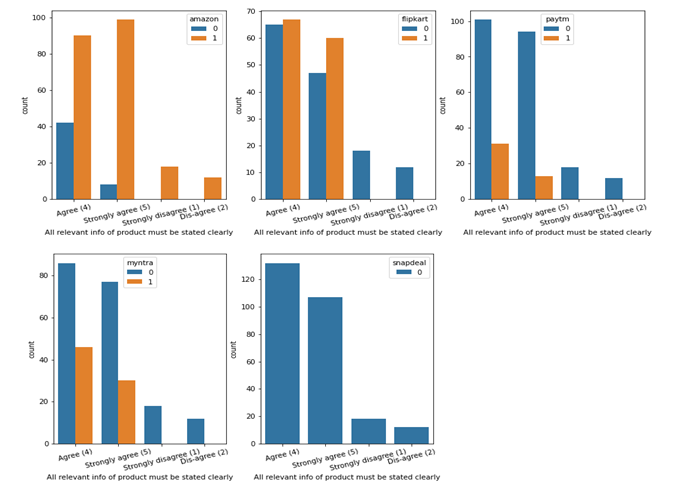 amazon
0
1
100
80
60
40
20
0
count
Agree (4)
Strongly agree (5)
Strongly disagree (1)
Dis-agree (2)
All relevant info of product must be stated clearly
flipkart
0
1
70
60
50
40
30
20
10
0
count
Agree (4)
Strongly agree (5)
Strongly disagree (1)
Dis-agree (2)
All relevant info of product must be stated clearly
paytm
0
1
100
80
60
40
20
0
count
Agree (4)
Strongly agree (5)
Strongly disagree (1)
Dis-agree (2)
All relevant info of product must be stated clearly
myntra
0
1
80
60
40
20
0
count
Agree (4)
Strongly agree (5)
Strongly disagree (1)
Dis-agree (2)
All relevant info of product must be stated clearly
snapdeal
0
120
100
80
60
40
20
0
count
Agree (4)
Strongly agree (5)
Strongly disagree (1)
Dis-agree (2)
All relevant info of product must be stated clearly